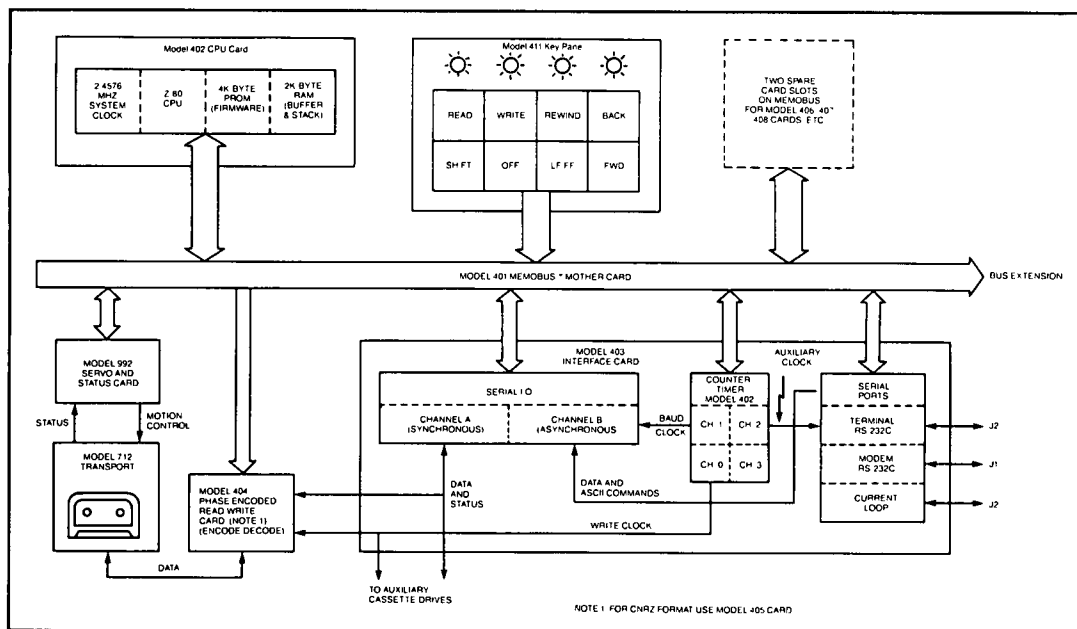 Model 402 CPU Card
2 4576
MHZ
SYSTEM
CLOCK
Z 80
CPU
4K BYTE
PROM
(FIRMWARE)
2K BYTE
RAM
(BUFFER
& STACK)
Model 411 Key Pane
READ
WRITE
REWIND
BACK
SHIFT
OFF
LF FF
FWD
TWO SPARE
CARD SLOTS
ON MEMOBUS
FOR MODEL 406 407
408 CARDS ETC
MODEL 401 MEMOBUS ™ MOTHER CARD
BUS EXTENSION
MODEL 992
SERVO AND
STATUS CARD
STATUS
MOTION
CONTROL
MODEL 712
TRANSPORT
DATA
MODEL 404
PHASE ENCODED
READ WRITE
CARD (NOTE 1)
(ENCODE DECODE)
MODEL 403
INTERFACE CARD
SERIAL I O
CHANNEL A
(SYNCHRONOUS)
CHANNEL B
(ASYNCHRONOUS
DATA
AND
STATUS
BAUD
CLOCK
COUNTER
TIMER
MODEL 402
CH 1
CH 2
CH 0
CH 3
AUXILIARY
CLOCK
DATA AND
ASCII COMMANDS
WRITE CLOCK
SERIAL
PORTS
TERMINAL
RS 232C
MODEM
RS 232C
CURRENT
LOOP
J2
J1
J2
TO AUXILIARY
CASSETTE DRIVES
NOTE 1 FOR CNRZ FORMAT USE MODEL 405 CARD